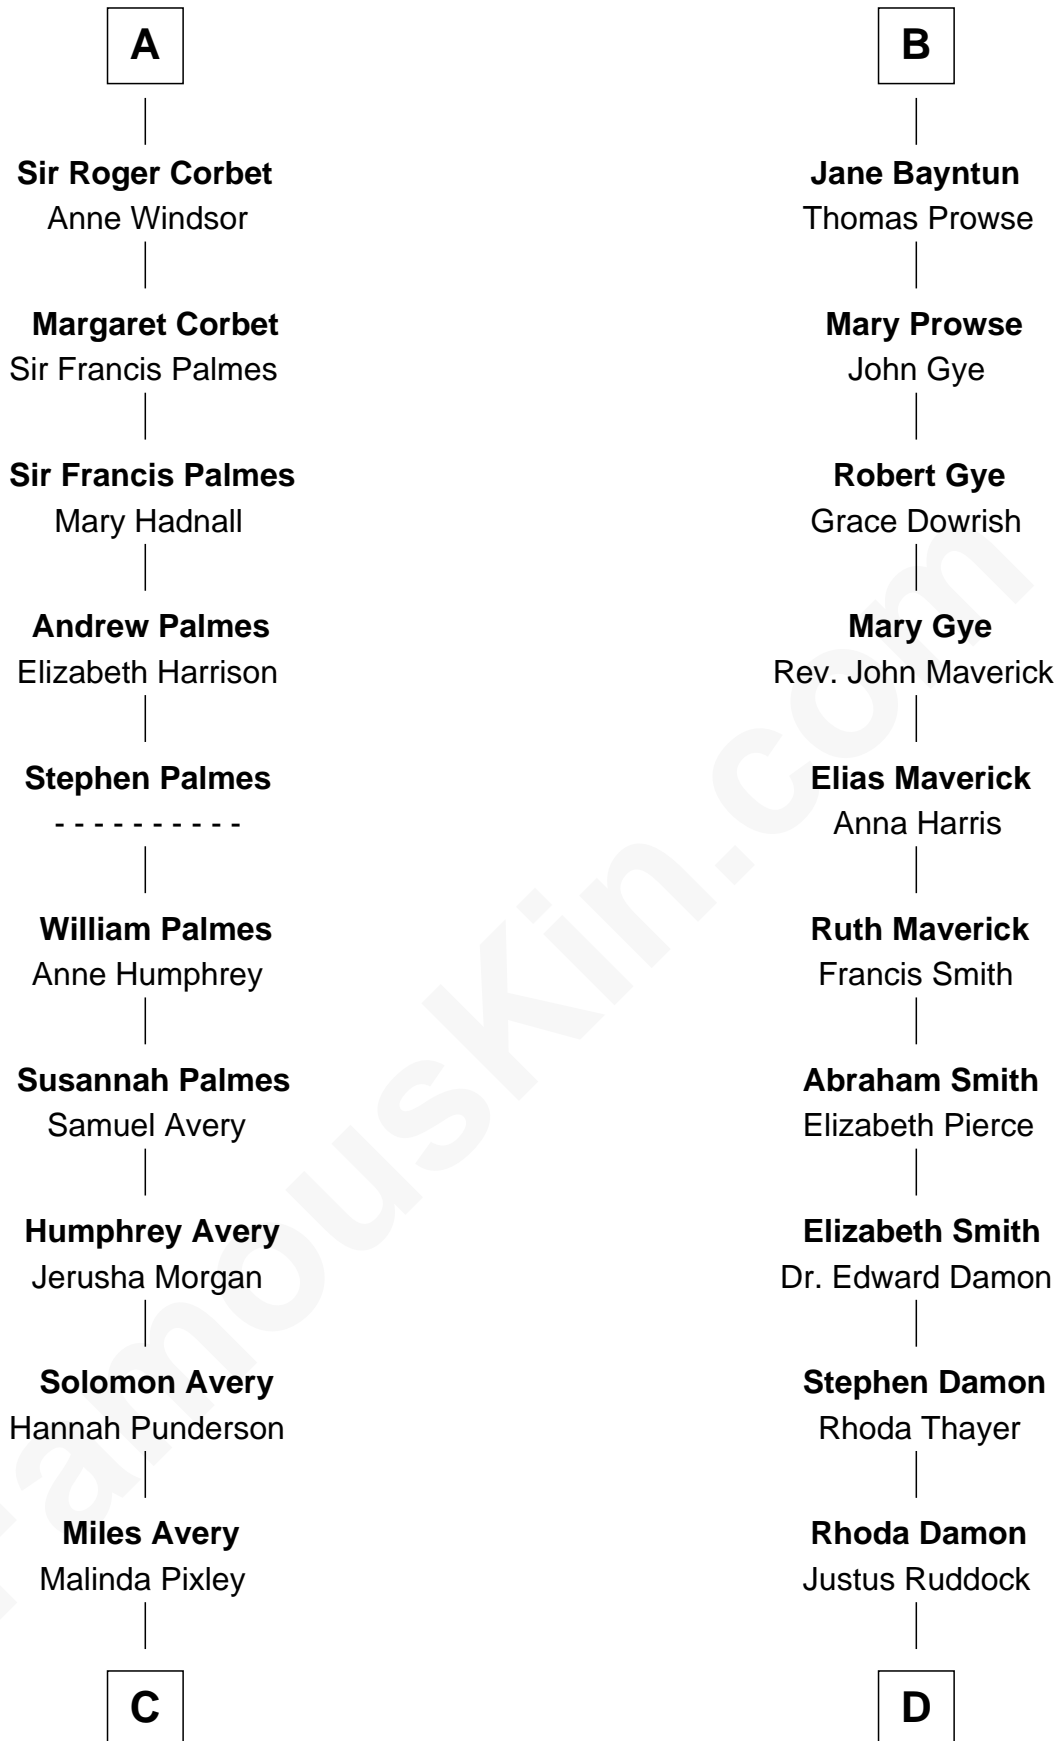 A
Sir Roger Corbet
Anne Windsor
Margaret Corbet
Sir Francis Palmes
Sir Francis Palmes
Mary Hadnall
Andrew Palmes
Elizabeth Harrison
Stephen Palmes
- - - - - - - - - -
William Palmes
Anne Humphrey
Susannah Palmes
Samuel Avery
Humphrey Avery
Jerusha Morgan
Solomon Avery
Hannah Punderson
Miles Avery
Malinda Pixley
C
B
Jane Bayntun
Thomas Prowse
Mary Prowse
John Gye
Robert Gye
Grace Dowrish
Mary Gye
Rev. John Maverick
Elias Maverick
Anna Harris
Ruth Maverick
Francis Smith
Abraham Smith
Elizabeth Pierce
Elizabeth Smith
Dr. Edward Damon
Stephen Damon
Rhoda Thayer
Rhoda Damon
Justus Ruddock
D
FamousKin.com